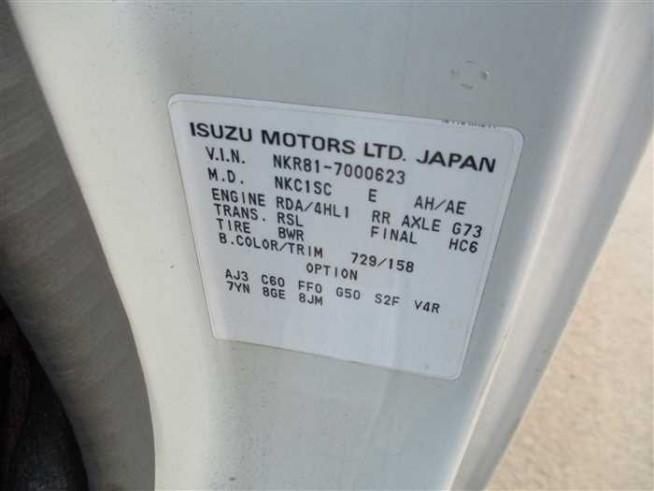 ISUZU MOTORS LTD. JAPAN
V.I.N. NKR81-7000623
M.D. NKC1SC E AH/AE
ENGINE RDA/4HL1 RR AXLE G73
TRANS. RSL FINAL HC6
TIRE BWR
B.COLOR/TRIM 729/158
OPTION
AJ3 C60 FF0 G50 S2F V4R
7YN 8GE 8JM